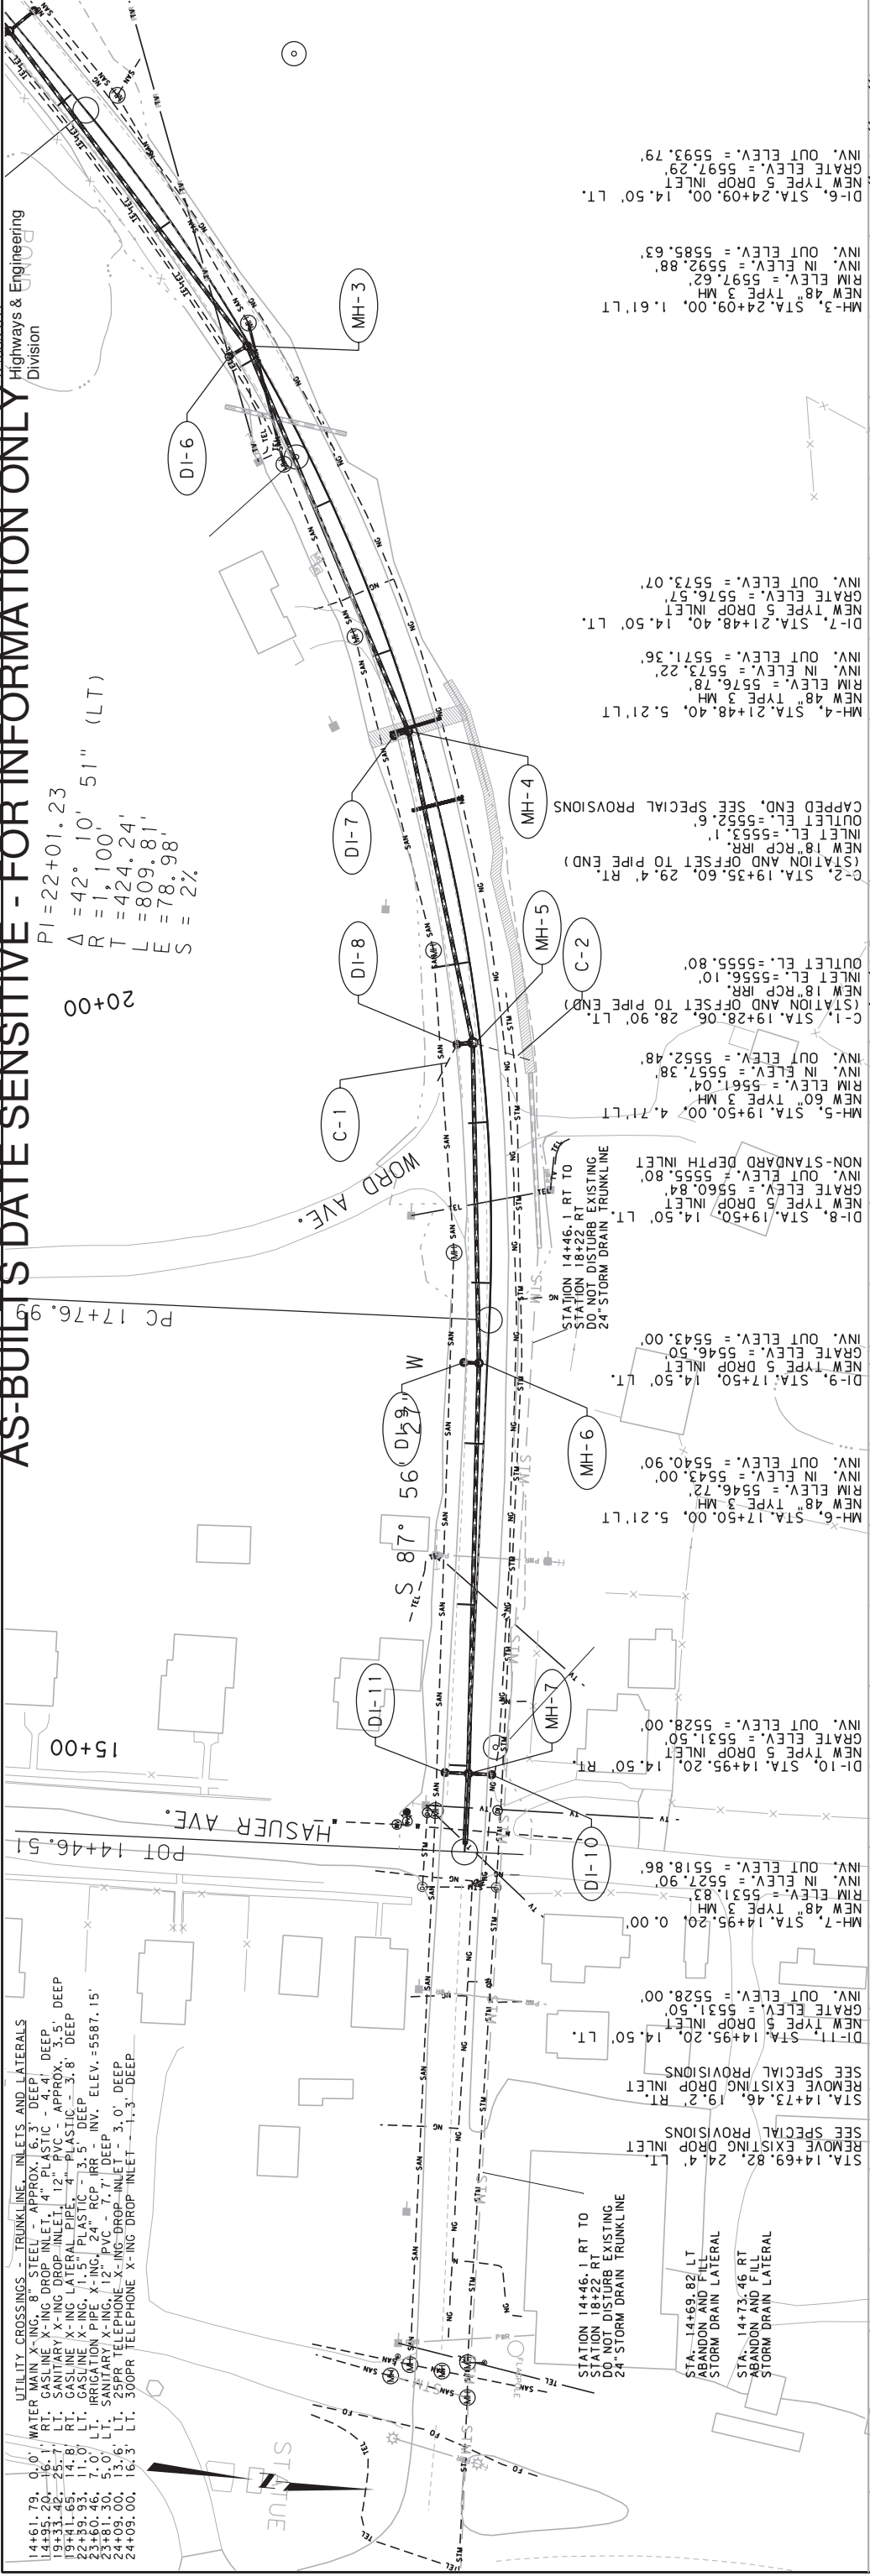 AS-BUILTS DATE SENSITIVE - FOR INFORMATION ONLY
Highways & Engineering
Division
POND
PI=22+01.23
Δ =42° 10' 51" (LT)
R =1,100'
T =424.24'
L =809.81'
E =78.98'
S = 2%
UTILITY CROSSINGS - TRUNKLINE, INLETS AND LATERALS
14+61.79, 0.0' WATER MAIN X-ING, 8" STEEL - APPROX. 6.3' DEEP
14+95.20, 16.1' RT. GASLINE X-ING DROP INLET, 4" PLASTIC - 4.4' DEEP
19+33.42, 25.7' LT. SANITARY X-ING DROP INLET, 12" PVC - APPROX. 3.5' DEEP
19+41.65, 14.8' RT. GASLINE X-ING LATERAL PIPE, 4" PLASTIC - 3.8' DEEP
22+39.93, 11.0' LT. GASLINE X-ING, 1.5" PLASTIC - 3.5' DEEP
23+60.46, 7.0' LT. IRRIGATION PIPE X-ING, 24" RCP IRR - INV. ELEV.=5587.15'
23+81.30, 5.0' LT. SANITARY X-ING, 12" PVC - 7.7' DEEP
24+09.00, 13.6' LT. 25PR TELEPHONE X-ING DROP INLET - 3.0' DEEP
24+09.00, 16.3' LT. 300PR TELEPHONE X-ING DROP INLET - 1.3' DEEP
15+00
20+00
POT 14+46.51
PC 17+76.99
HASUER AVE.
WORD AVE.
S 87° 56' 27" W
STATUE
FLAGPOLE
DI-11
DI-10
MH-7
DI-9
MH-6
C-1
DI-8
MH-5
C-2
DI-7
MH-4
DI-6
MH-3
STATION 14+46.1 RT TO
STATION 18+22 RT
DO NOT DISTURB EXISTING
24" STORM DRAIN TRUNKLINE
STATION 14+46.1 RT TO
STATION 18+22 RT
DO NOT DISTURB EXISTING
24" STORM DRAIN TRUNKLINE
STA. 14+69.82 LT
ABANDON AND FILL
STORM DRAIN LATERAL
STA. 14+73.46 RT
ABANDON AND FILL
STORM DRAIN LATERAL
STA. 14+69.82, 24.4' LT.
REMOVE EXISTING DROP INLET
SEE SPECIAL PROVISIONS
STA. 14+73.46, 19.2' RT.
REMOVE EXISTING DROP INLET
SEE SPECIAL PROVISIONS
DI-11, STA. 14+95.20, 14.50' LT.
NEW TYPE 5 DROP INLET
GRATE ELEV.= 5531.50'
INV. OUT ELEV.= 5528.00'
MH-7, STA. 14+95.20, 0.00'
NEW 48" TYPE 3 MH
RIM ELEV.= 5531.83'
INV. IN ELEV.= 5527.90'
INV. OUT ELEV.= 5518.86'
DI-10, STA. 14+95.20, 14.50' RT.
NEW TYPE 5 DROP INLET
GRATE ELEV.= 5531.50'
INV. OUT ELEV.= 5528.00'
MH-6, STA.17+50.00, 5.21'LT
NEW 48" TYPE 3 MH
RIM ELEV.= 5546.72'
INV. IN ELEV.= 5543.00'
INV. OUT ELEV.= 5540.90'
DI-9, STA.17+50, 14.50' LT.
NEW TYPE 5 DROP INLET
GRATE ELEV.= 5546.50'
INV. OUT ELEV.= 5543.00'
DI-8, STA.19+50, 14.50' LT.
NEW TYPE 5 DROP INLET
GRATE ELEV.= 5560.84'
INV. OUT ELEV.= 5555.80'
NON-STANDARD DEPTH INLET
MH-5, STA.19+50.00, 4.71'LT
NEW 60" TYPE 3 MH
RIM ELEV.= 5561.04'
INV. IN ELEV.= 5557.38'
INV. OUT ELEV.= 5552.48'
C-1, STA.19+28.06, 28.90' LT.
(STATION AND OFFSET TO PIPE END)
NEW 18"RCP IRR.
INLET EL.=5556.10'
OUTLET EL.=5555.80'
C-2, STA.19+35.60, 29.4' RT.
(STATION AND OFFSET TO PIPE END)
NEW 18"RCP IRR.
INLET EL.=5553.1'
OUTLET EL.=5552.6'
CAPPED END, SEE SPECIAL PROVISIONS
MH-4, STA.21+48.40, 5.21'LT
NEW 48" TYPE 3 MH
RIM ELEV.= 5576.78'
INV. IN ELEV.= 5573.22'
INV. OUT ELEV.= 5571.36'
DI-7, STA.21+48.40, 14.50' LT.
NEW TYPE 5 DROP INLET
GRATE ELEV.= 5576.57'
INV. OUT ELEV.= 5573.07'
MH-3, STA.24+09.00, 1.61'LT
NEW 48" TYPE 3 MH
RIM ELEV.= 5597.62'
INV. IN ELEV.= 5592.88'
INV. OUT ELEV.= 5585.63'
DI-6, STA.24+09.00, 14.50' LT.
NEW TYPE 5 DROP INLET
GRATE ELEV.= 5597.29'
INV. OUT ELEV.= 5593.79'